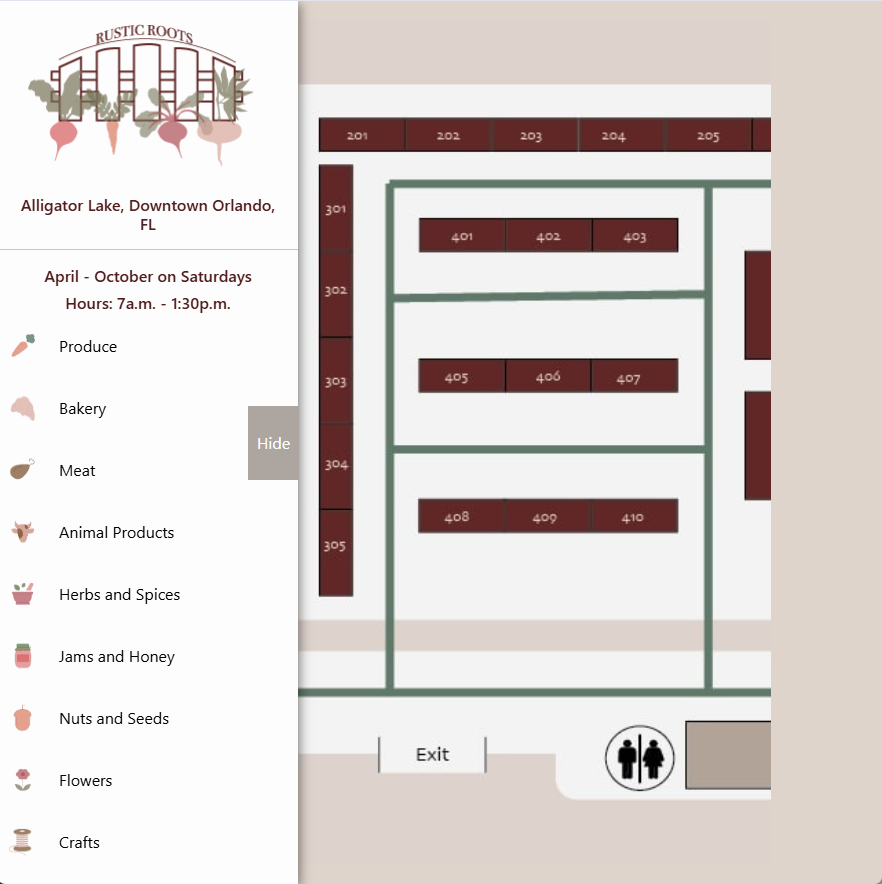 RUSTIC ROOTS
Alligator Lake, Downtown Orlando,
FL
April - October on Saturdays
Hours: 7a.m. - 1:30p.m.
Produce
Bakery
Hide
Meat
Animal Products
Herbs and Spices
Jams and Honey
Nuts and Seeds
Flowers
Crafts
201 202 203 204 205
301
302
303
304
305
401 402 403
405 406 407
408 409 410
Exit